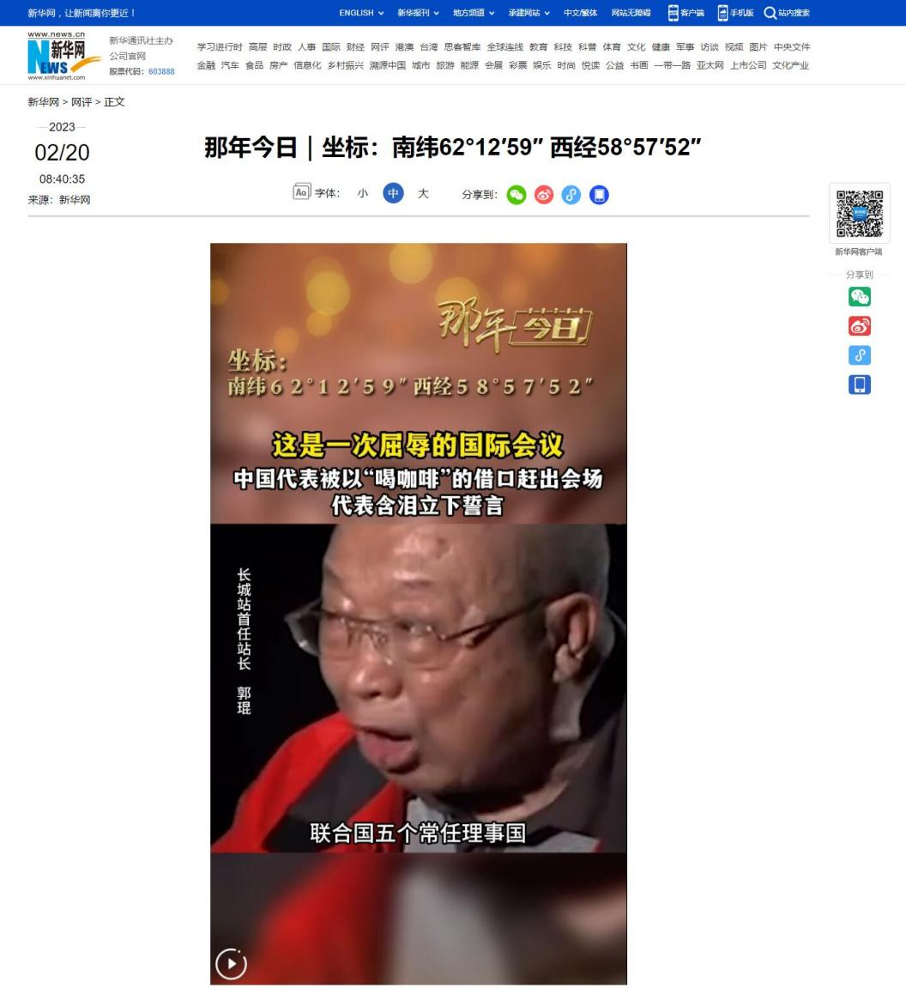 新华网，让新闻离你更近！
ENGLISH 新华报刊 地方频道 承建网站 中文繁体 网站无障碍 客户端 手机版 站内搜索
www.news.cn
新华网
NEWS
www.xinhuanet.com
新华通讯社主办
公司官网
股票代码：603888
学习进行时 高层 时政 人事 国际 财经 网评 港澳 台湾 思客智库 全球连线 教育 科技 科普 体育 文化 健康 军事 访谈 视频 图片 中央文件
金融 汽车 食品 房产 信息化 乡村振兴 溯源中国 城市 旅游 能源 会展 彩票 娱乐 时尚 悦读 公益 书画 一带一路 亚太网 上市公司 文化产业
新华网 > 网评 > 正文
2023
02/20
08:40:35
来源：新华网
那年今日｜坐标：南纬62°12′59″ 西经58°57′52″
Aa 字体： 小 中 大 分享到：
新华网客户端
分享到
那年今日
坐标：
南纬62°12′59″西经58°57′52″
这是一次屈辱的国际会议
中国代表被以“喝咖啡”的借口赶出会场
代表含泪立下誓言
长城站首任站长 郭琨
联合国五个常任理事国